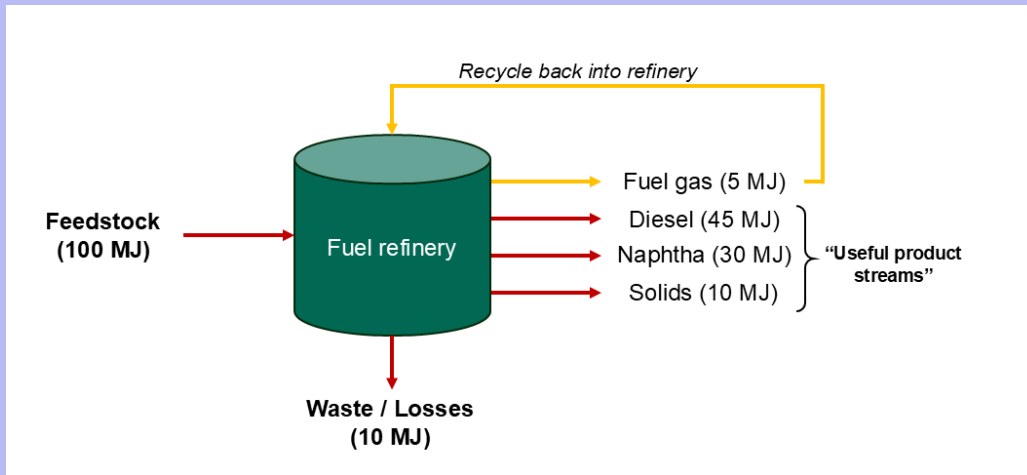 Recycle back into refinery
Fuel gas (5 MJ)
Feedstock
(100 MJ)
Fuel refinery
Diesel (45 MJ)
Naphtha (30 MJ)
Solids (10 MJ)
“Useful product
streams”
Waste / Losses
(10 MJ)